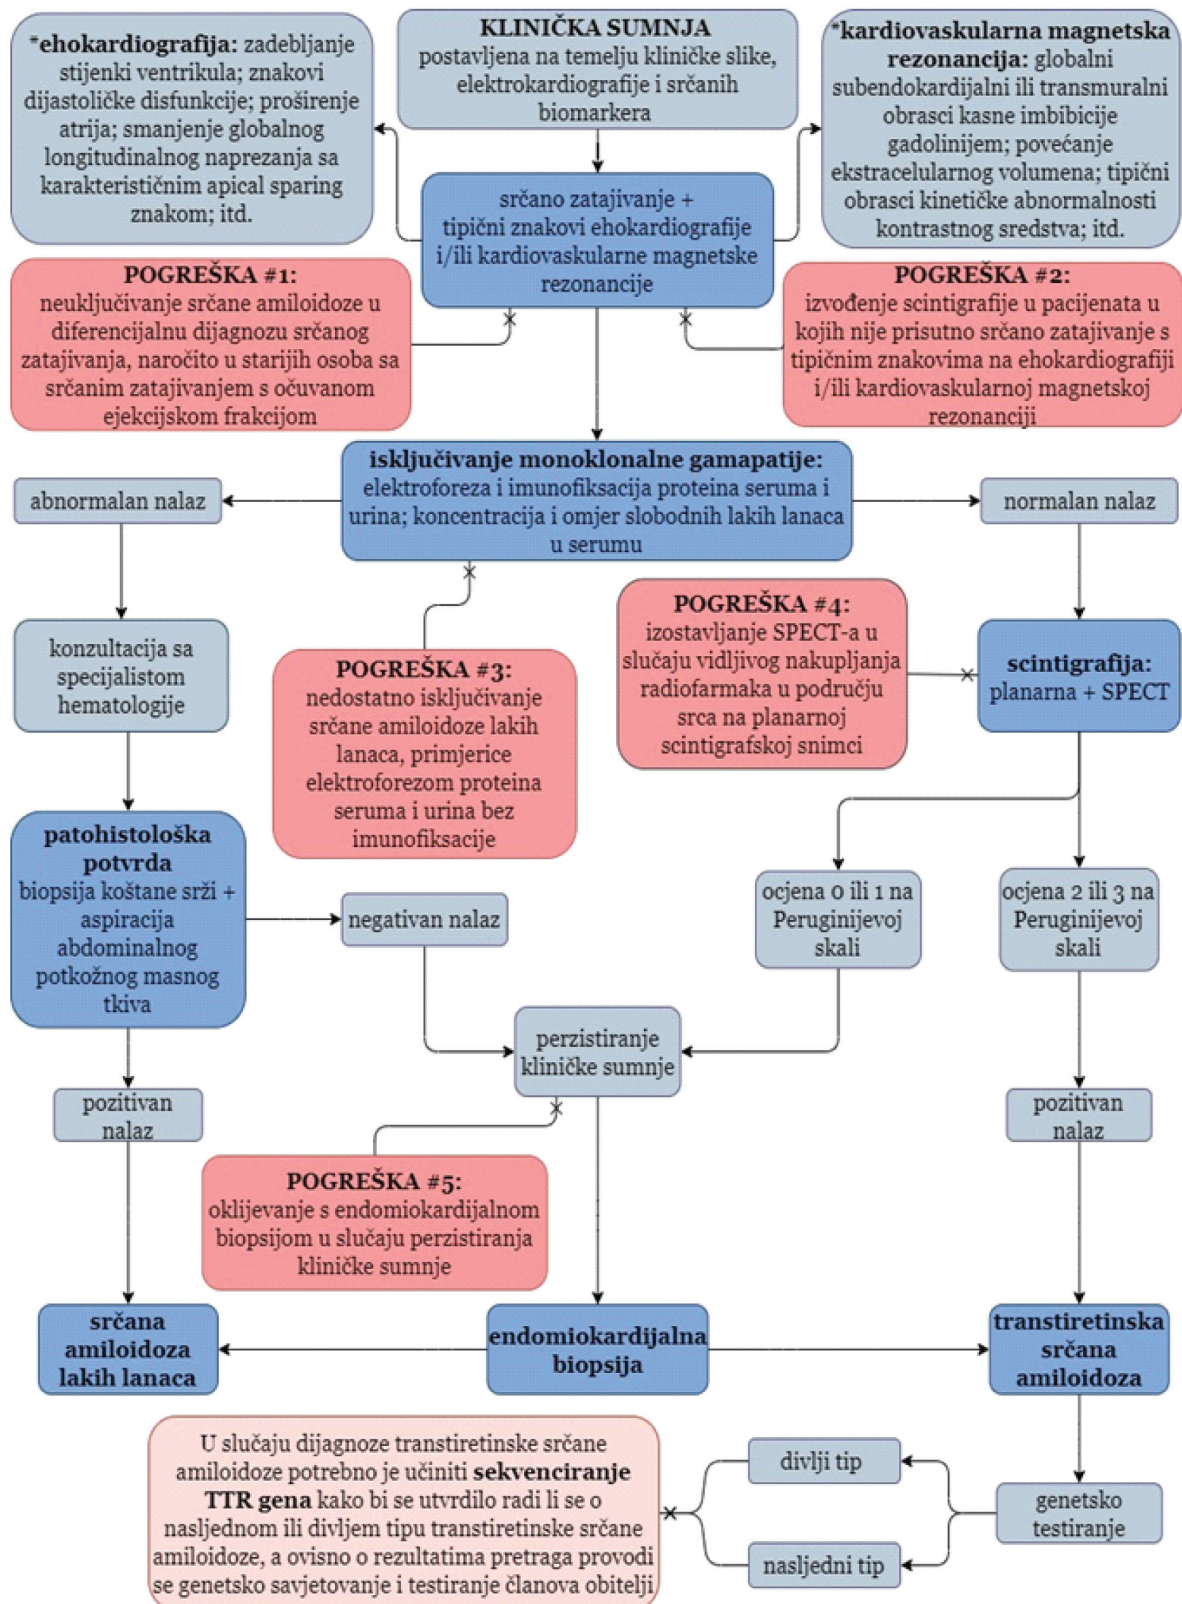 *ehokardiografija: zadebljanje
stijenki ventrikula; znakovi
dijastoličke disfunkcije; proširenje
atrija; smanjenje globalnog
longitudinalnog naprezanja sa
karakterističnim apical sparing
znakom; itd.
KLINIČKA SUMNJA
postavljena na temelju kliničke slike,
elektrokardiografije i srčanih
biomarkera
*kardiovaskularna magnetska
rezonancija: globalni
subendokardijalni ili transmuralni
obrasci kasne imbibicije
gadolinijem; povećanje
ekstracelularnog volumena; tipični
obrasci kinetičke abnormalnosti
kontrastnog sredstva; itd.
srčano zatajivanje +
tipični znakovi ehokardiografije
i/ili kardiovaskularne magnetske
rezonancije
POGREŠKA #1:
neuključivanje srčane amiloidoze u
diferencijalnu dijagnozu srčanog
zatajivanja, naročito u starijih osoba sa
srčanim zatajivanjem s očuvanom
ejekcijskom frakcijom
POGREŠKA #2:
izvođenje scintigrafije u pacijenata u
kojih nije prisutno srčano zatajivanje s
tipičnim znakovima na ehokardiografiji
i/ili kardiovaskularnoj magnetskoj
rezonanciji
isključivanje monoklonalne gamapatije:
elektroforeza i imunofiksacija proteina seruma i
urina; koncentracija i omjer slobodnih lakih lanaca
u serumu
abnormalan nalaz
normalan nalaz
konzultacija sa
specijalistom
hematologije
POGREŠKA #3:
nedostatno isključivanje
srčane amiloidoze lakih
lanaca, primjerice
elektroforezom proteina
seruma i urina bez
imunofiksacije
POGREŠKA #4:
izostavljanje SPECT-a u
slučaju vidljivog nakupljanja
radiofarmaka u području
srca na planarnoj
scintigrafskoj snimci
scintigrafija:
planarna + SPECT
patohistološka
potvrda
biopsija koštane srži +
aspiracija
abdominalnog
potkožnog masnog
tkiva
negativan nalaz
ocjena 0 ili 1 na
Peruginijevoj
skali
ocjena 2 ili 3 na
Peruginijevoj
skali
perzistiranje
kliničke sumnje
pozitivan
nalaz
pozitivan
nalaz
POGREŠKA #5:
oklijevanje s endomiokardijalnom
biopsijom u slučaju perzistiranja
kliničke sumnje
srčana
amiloidoza
lakih lanaca
endomiokardijalna
biopsija
transtiretinska
srčana
amiloidoza
U slučaju dijagnoze transtiretinske srčane
amiloidoze potrebno je učiniti sekvenciranje
TTR gena kako bi se utvrdilo radi li se o
nasljednom ili divljem tipu transtiretinske srčane
amiloidoze, a ovisno o rezultatima pretraga provodi
se genetsko savjetovanje i testiranje članova obitelji
divlji tip
nasljedni tip
genetsko
testiranje